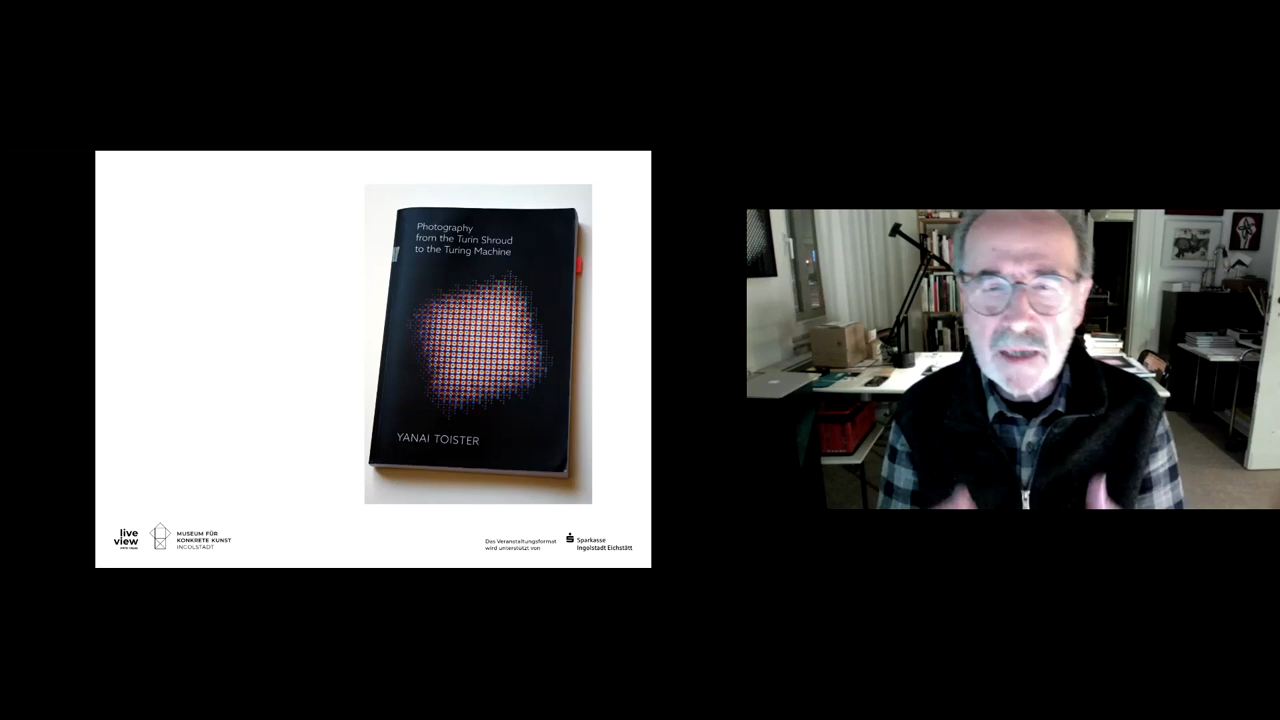 Photography
from the Turin Shroud
to the Turing Machine
YANAI TOISTER
live
view
MUSEUM FÜR
KONKRETE KUNST
INGOLSTADT
Das Veranstaltungsformat
wird unterstützt von
Sparkasse
Ingolstadt Eichstätt